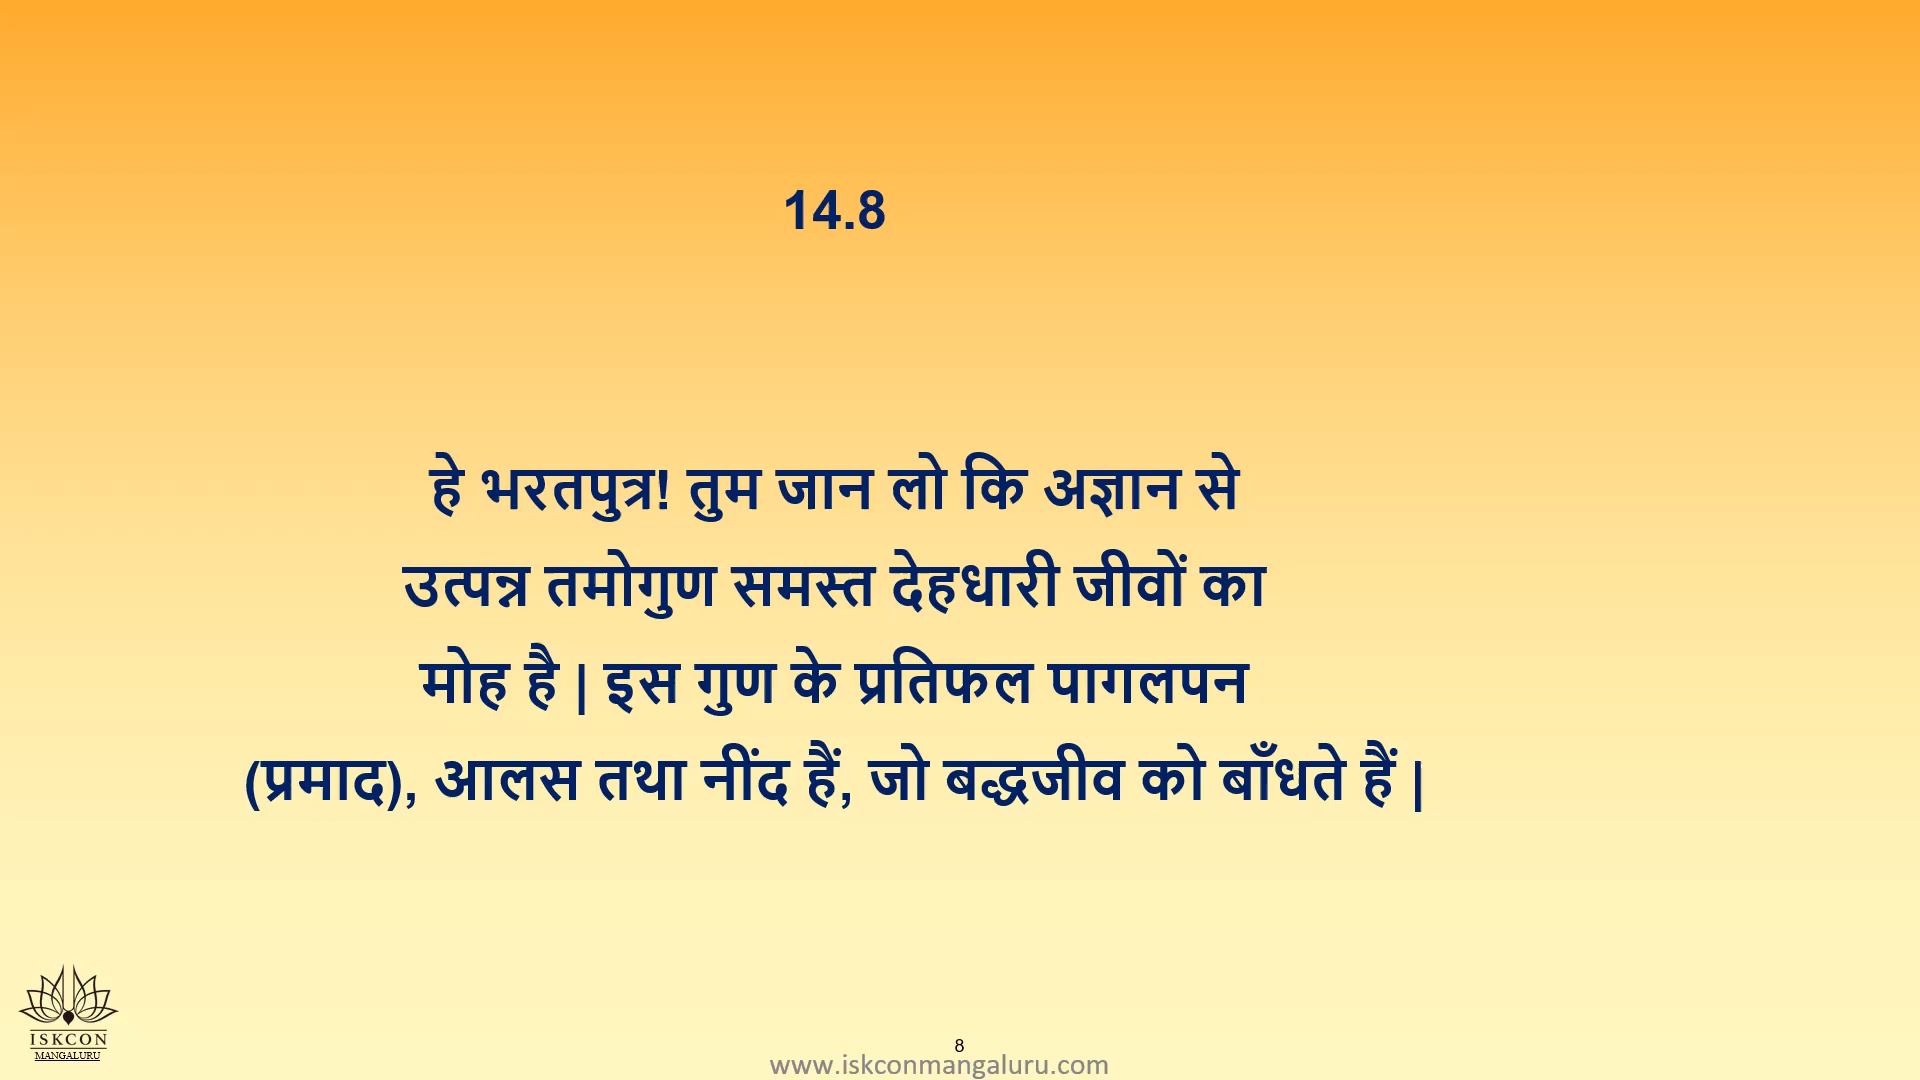 14.8
हे भरतपुत्र! तुम जान लो कि अज्ञान से
उत्पन्न तमोगुण समस्त देहधारी जीवों का
मोह है | इस गुण के प्रतिफल पागलपन
(प्रमाद), आलस तथा नींद हैं, जो बद्धजीव को बाँधते हैं |
ISKCON
MANGALURU
8
www.iskconmangaluru.com